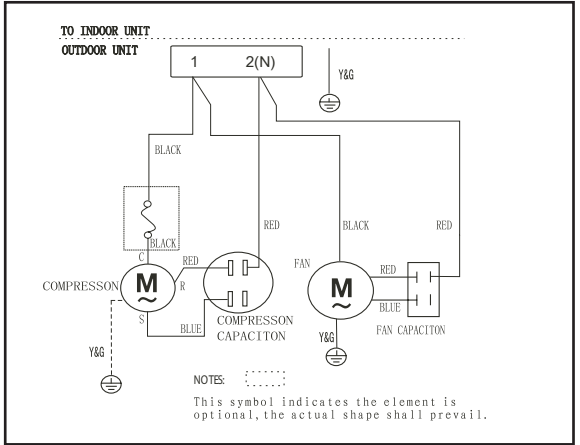 TO INDOOR UNIT
OUTDOOR UNIT
1 2(N)
Y&G
BLACK
BLACK
RED
BLACK
RED
C
COMPRESSON
M
~
R
S
RED
BLUE
COMPRESSON
CAPACITON
FAN
M
~
RED
BLUE
FAN CAPACITON
Y&G
Y&G
NOTES:
This symbol indicates the element is
optional,the actual shape shall prevail.